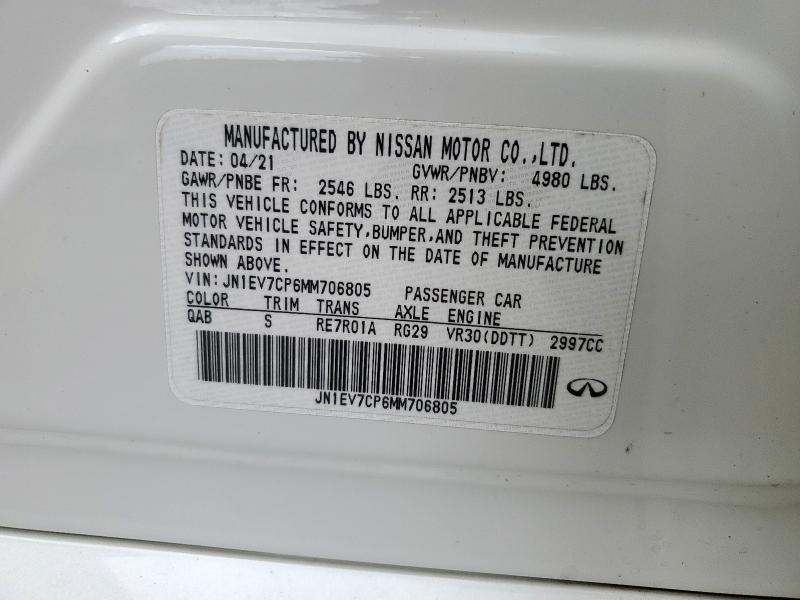 MANUFACTURED BY NISSAN MOTOR CO.,LTD.
DATE: 04/21 GVWR/PNBV: 4980 LBS.
GAWR/PNBE FR: 2546 LBS. RR: 2513 LBS.
THIS VEHICLE CONFORMS TO ALL APPLICABLE FEDERAL
MOTOR VEHICLE SAFETY,BUMPER,AND THEFT PREVENTION
STANDARDS IN EFFECT ON THE DATE OF MANUFACTURE
SHOWN ABOVE.
VIN: JN1EV7CP6MM706805 PASSENGER CAR
COLOR TRIM TRANS AXLE ENGINE
QAB S RE7R01A RG29 VR30(DDTT) 2997CC
JN1EV7CP6MM706805